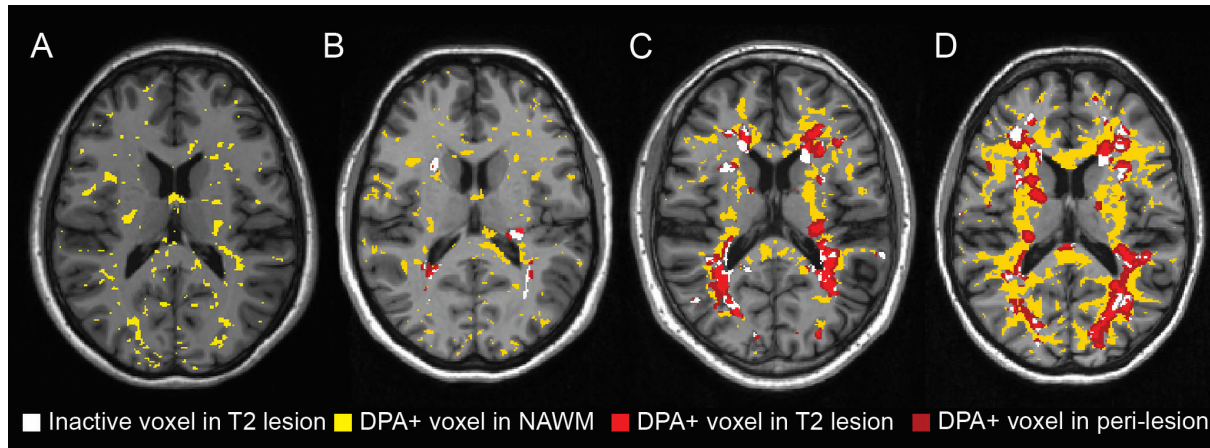 A B C D
Inactive voxel in T2 lesion DPA+ voxel in NAWM DPA+ voxel in T2 lesion DPA+ voxel in peri-lesion